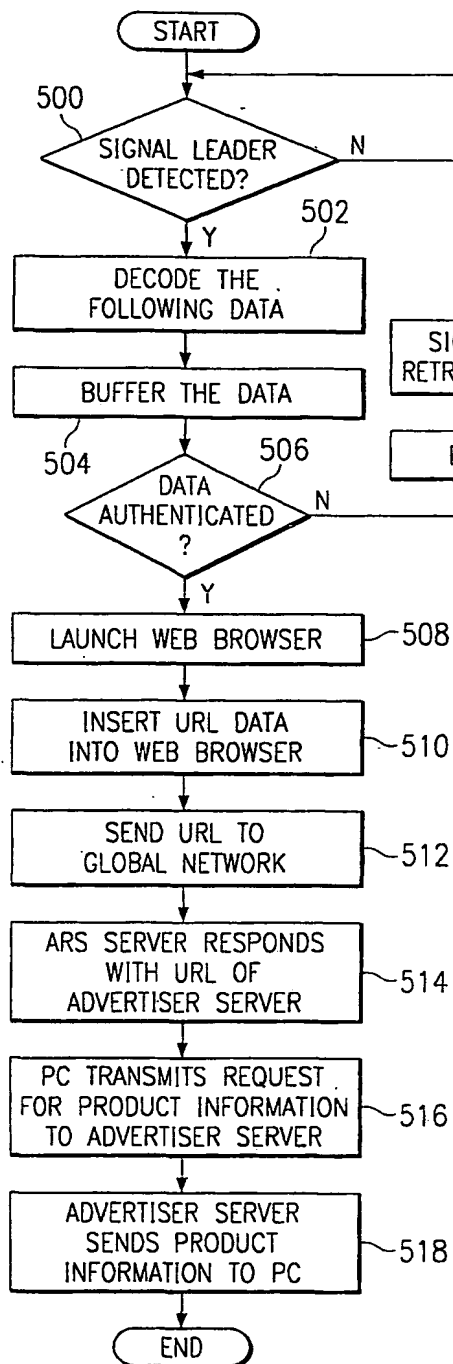 START
500
SIGNAL LEADER
DETECTED?
N
Y
502
DECODE THE
FOLLOWING DATA
BUFFER THE DATA
504
506
DATA
AUTHENTICATED
?
N
Y
LAUNCH WEB BROWSER
508
INSERT URL DATA
INTO WEB BROWSER
510
SEND URL TO
GLOBAL NETWORK
512
ARS SERVER RESPONDS
WITH URL OF
ADVERTISER SERVER
514
PC TRANSMITS REQUEST
FOR PRODUCT INFORMATION
TO ADVERTISER SERVER
516
ADVERTISER SERVER
SENDS PRODUCT
INFORMATION TO PC
518
END